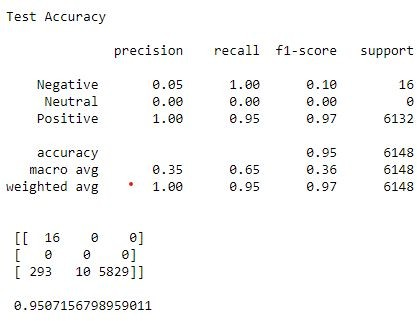 Test Accuracy
precision recall f1-score support
Negative 0.05 1.00 0.10 16
Neutral 0.00 0.00 0.00 0
Positive 1.00 0.95 0.97 6132
accuracy 0.95 6148
macro avg 0.35 0.65 0.36 6148
weighted avg 1.00 0.95 0.97 6148
[[ 16 0 0]
[ 0 0 0]
[ 293 10 5829]]
0.9507156798959011